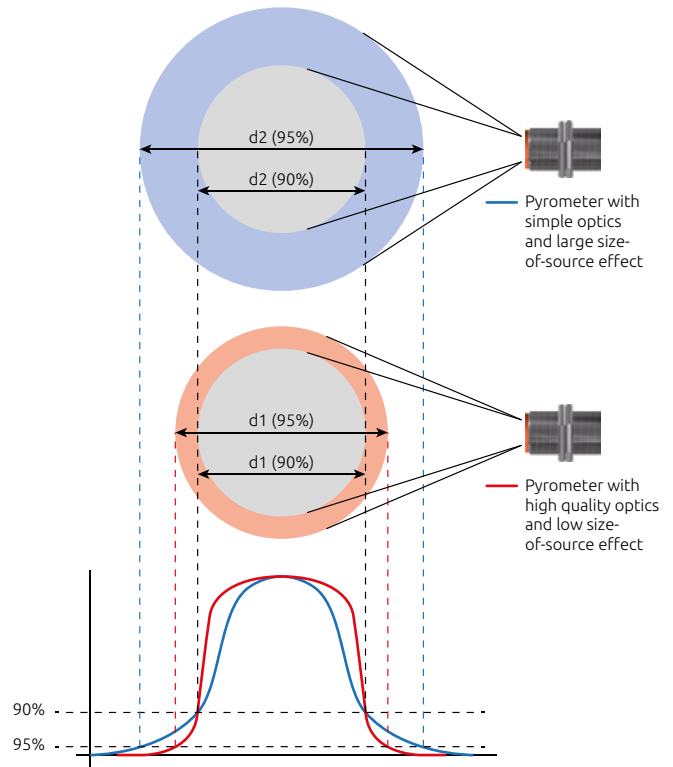 d2 (95%)
d2 (90%)
Pyrometer with
simple optics
and large size-
of-source effect
d1 (95%)
d1 (90%)
Pyrometer with
high quality optics
and low size-
of-source effect
90%
95%